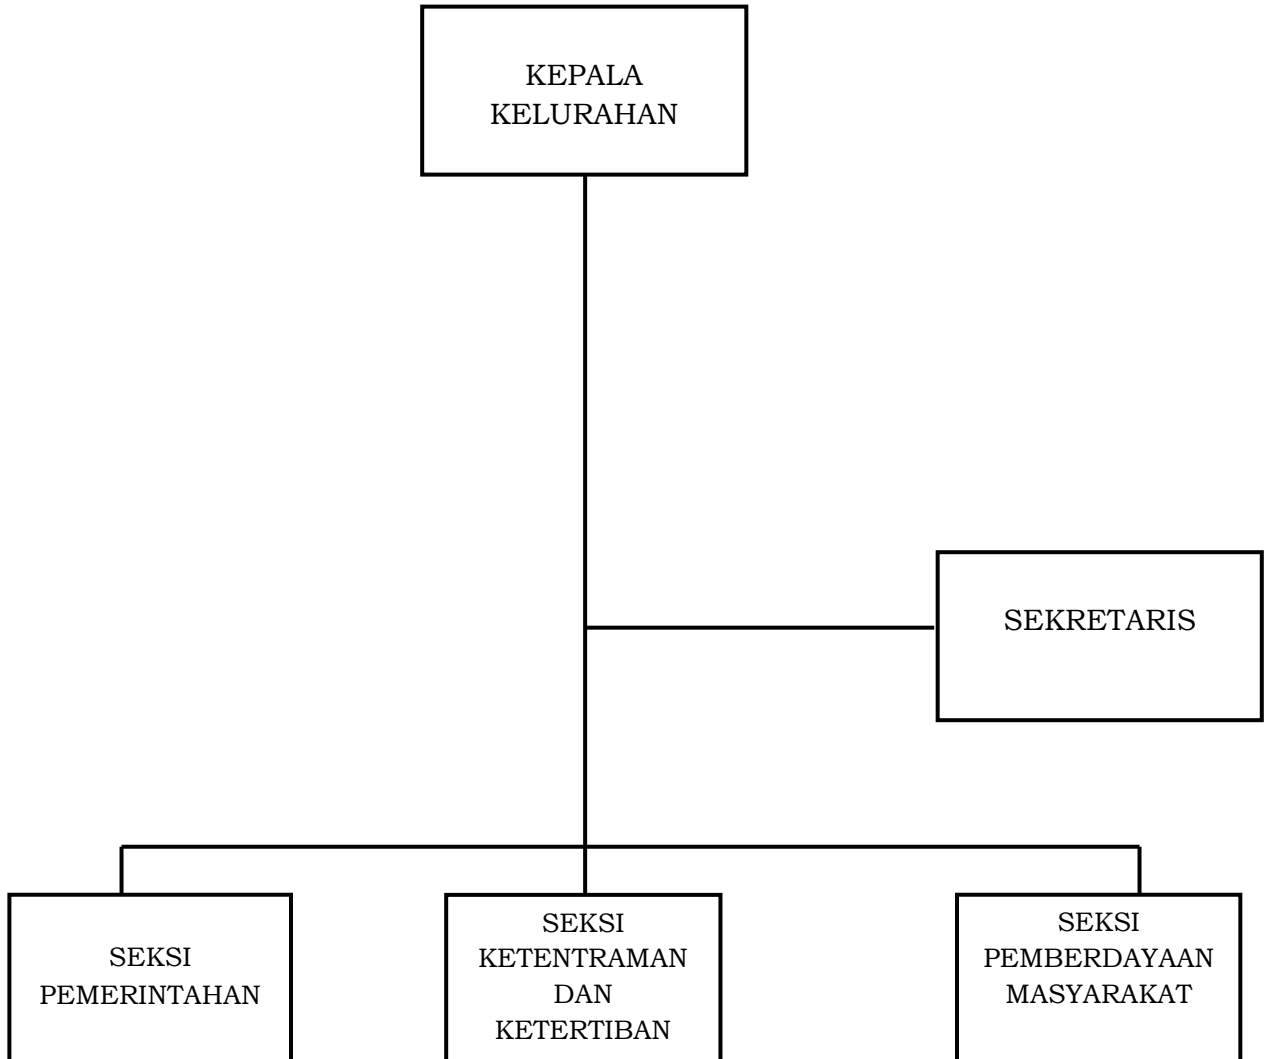 KEPALA
KELURAHAN
SEKRETARIS
SEKSI
PEMERINTAHAN
SEKSI
KETENTRAMAN
DAN
KETERTIBAN
SEKSI
PEMBERDAYAAN
MASYARAKAT